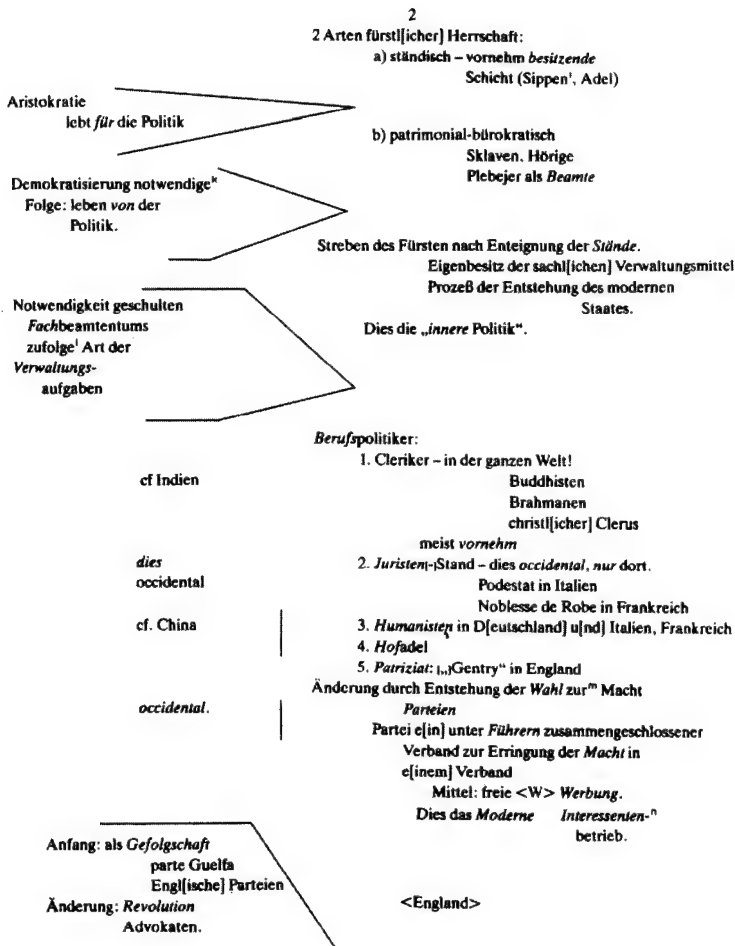 2
2 Arten fürstl[icher] Herrschaft:
a) ständisch – vornehm besitzende
Schicht (Sippen¹, Adel)
Aristokratie
lebt für die Politik
b) patrimonial-bürokratisch
Sklaven, Hörige
Plebejer als Beamte
Demokratisierung notwendigeᵏ
Folge: leben von der
Politik.
Streben des Fürsten nach Enteignung der Stände.
Eigenbesitz der sachl[ichen] Verwaltungsmittel
Prozeß der Entstehung des modernen
Staates.
Dies die „innere Politik“.
Notwendigkeit geschulten
Fachbeamtentums
zufolgeˡ Art der
Verwaltungs-
aufgaben
Berufspolitiker:
1. Cleriker – in der ganzen Welt!
cf Indien
Buddhisten
Brahmanen
christl[icher] Clerus
meist vornehm
dies
occidental
2. Juristen[-]Stand – dies occidental, nur dort.
Podestat in Italien
Noblesse de Robe in Frankreich
cf. China
3. Humanisten in D[eutschland] u[nd] Italien, Frankreich
4. Hofadel
5. Patriziat: [„]Gentry“ in England
Änderung durch Entstehung der Wahl zurᵐ Macht
occidental.
Parteien
Partei e[in] unter Führern zusammengeschlossener
Verband zur Erringung der Macht in
e[inem] Verband
Mittel: freie <W> Werbung.
Dies das Moderne Interessenten-ⁿ
betrieb.
Anfang: als Gefolgschaft
parte Guelfa
Engl[ische] Parteien
Änderung: Revolution
Advokaten.
<England>